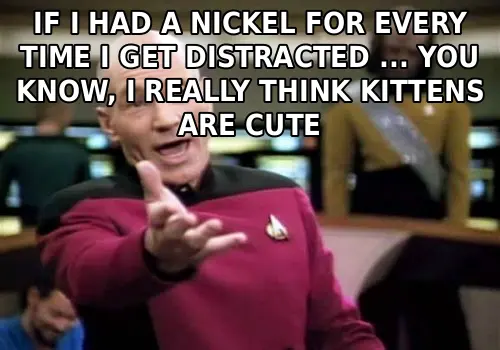 IF I HAD A NICKEL FOR EVERY
TIME I GET DISTRACTED ... YOU
KNOW, I REALLY THINK KITTENS
ARE CUTE